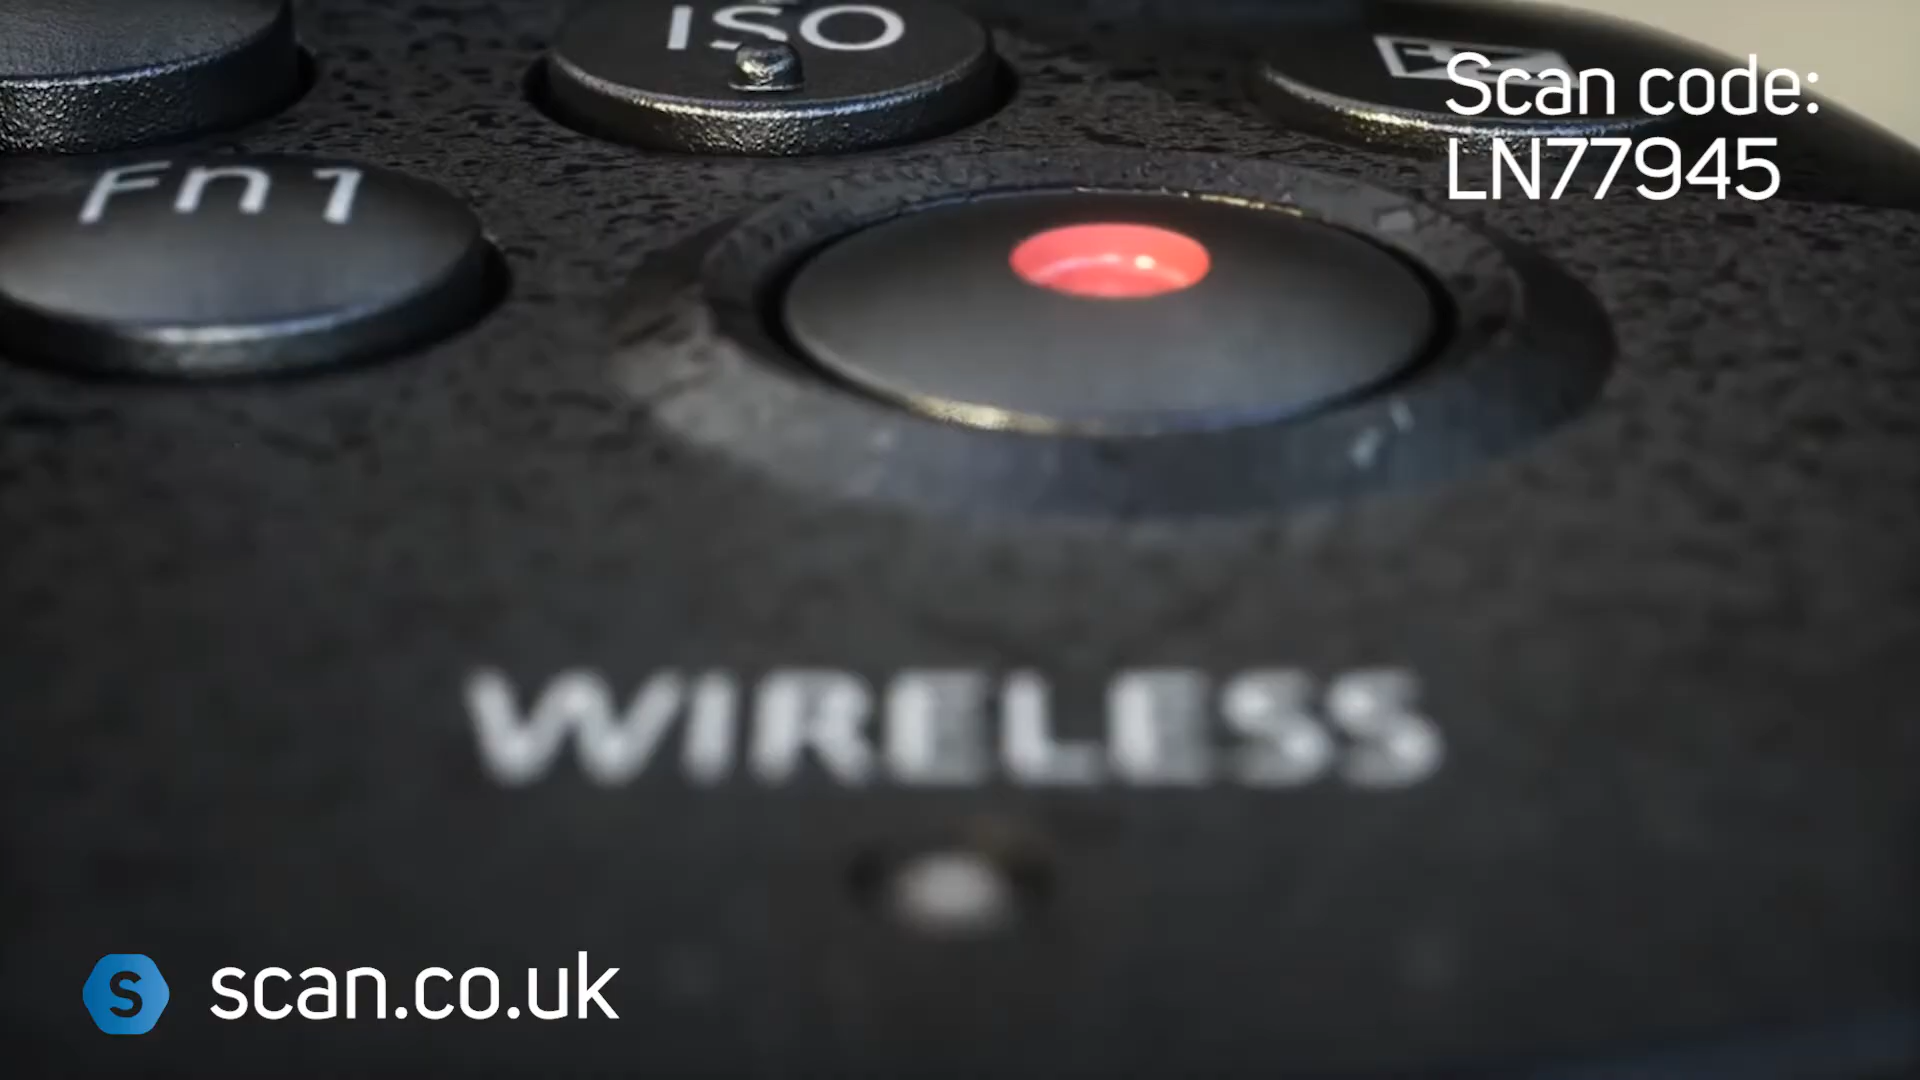 ISO
Scan code:
LN77945
Fn1
WIRELESS
S scan.co.uk